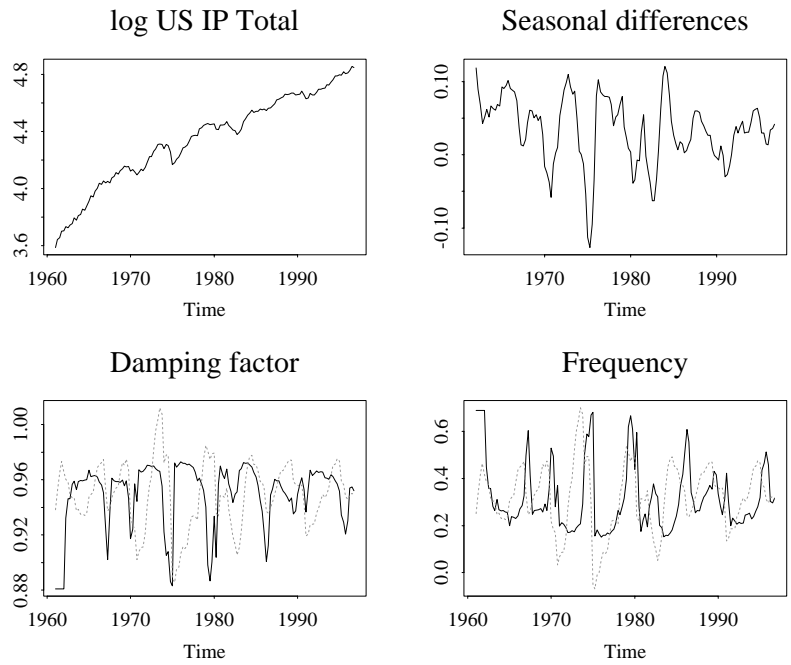 log US IP Total
4.8
4.4
4.0
3.6
1960 1970 1980 1990
Time
Seasonal differences
0.10
0.0
-0.10
1970 1980 1990
Time
Damping factor
1.00
0.96
0.92
0.88
1960 1970 1980 1990
Time
Frequency
0.6
0.4
0.2
0.0
1960 1970 1980 1990
Time